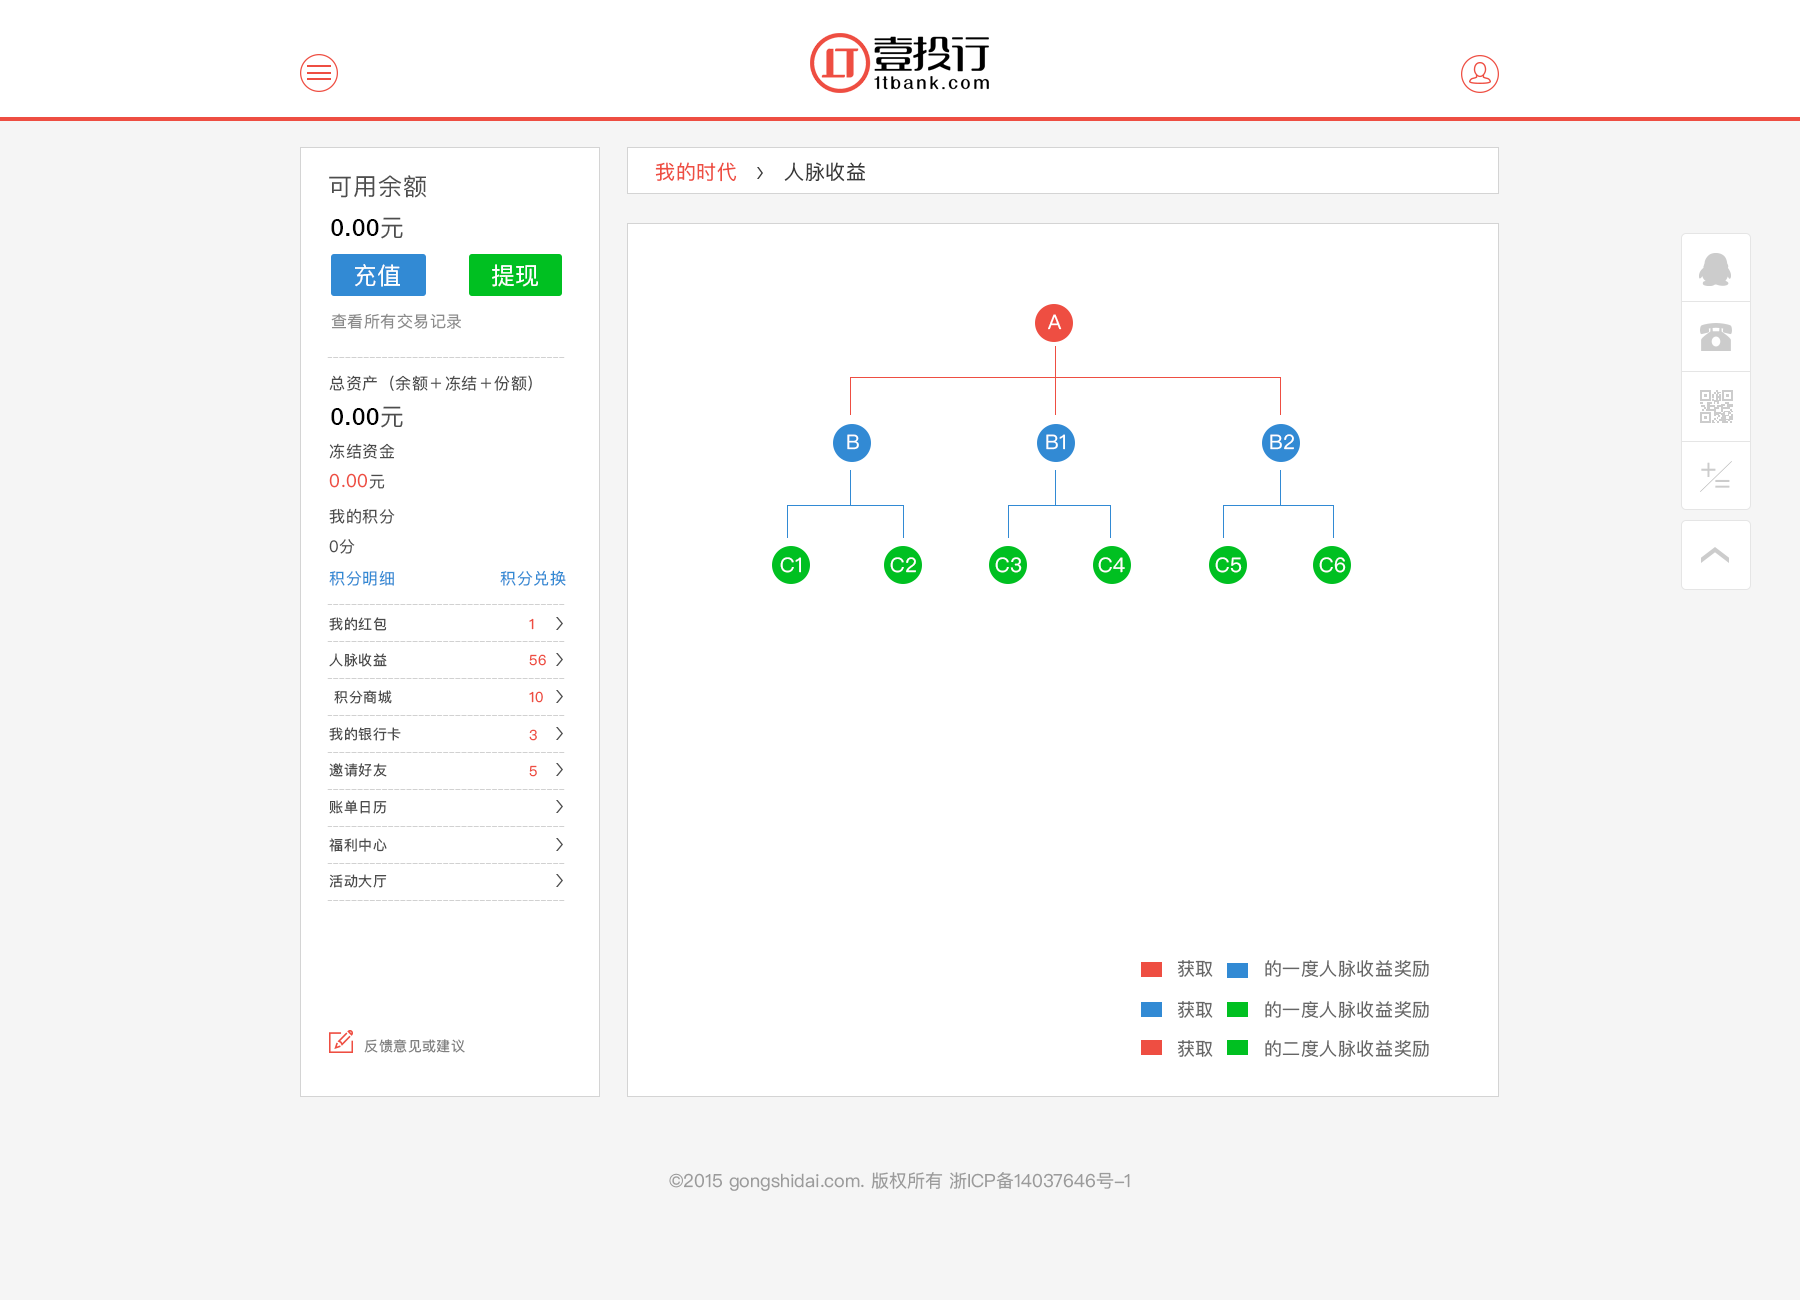 壹投行
1tbank.com
可用余额
0.00元
充值 提现
查看所有交易记录
总资产（余额＋冻结＋份额）
0.00元
冻结资金
0.00元
我的积分
0分
积分明细 积分兑换
我的红包 1
人脉收益 56
积分商城 10
我的银行卡 3
邀请好友 5
账单日历
福利中心
活动大厅
反馈意见或建议
我的时代 > 人脉收益
A
B B1 B2
C1 C2 C3 C4 C5 C6
获取 的一度人脉收益奖励
获取 的一度人脉收益奖励
获取 的二度人脉收益奖励
©2015 gongshidai.com. 版权所有 浙ICP备14037646号-1